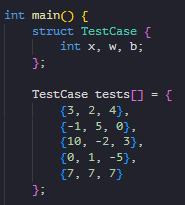 int main() {
    struct TestCase {
        int x, w, b;
    };

    TestCase tests[] = {
        {3, 2, 4},
        {-1, 5, 0},
        {10, -2, 3},
        {0, 1, -5},
        {7, 7, 7}
    };